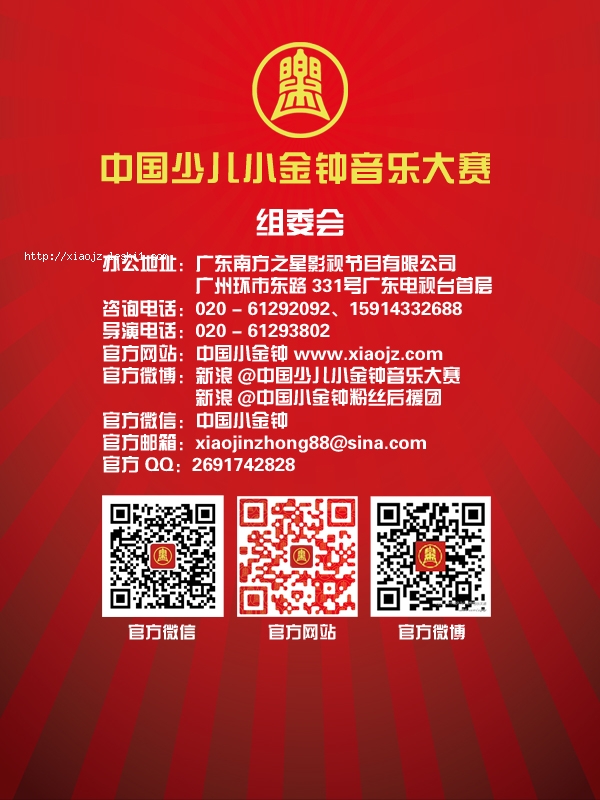 中国少儿小金钟音乐大赛
组委会
http://xiaojz.leshi1.com
办公地址：广东南方之星影视节目有限公司
广州环市东路 331号广东电视台首层
咨询电话：020 – 61292092、15914332688
导演电话：020 – 61293802
官方网站：中国小金钟 www.xiaojz.com
官方微博：新浪 @中国少儿小金钟音乐大赛
新浪 @中国小金钟粉丝后援团
官方微信：中国小金钟
官方邮箱：xiaojinzhong88@sina.com
官方 QQ：2691742828
官方微信 官方网站 官方微博